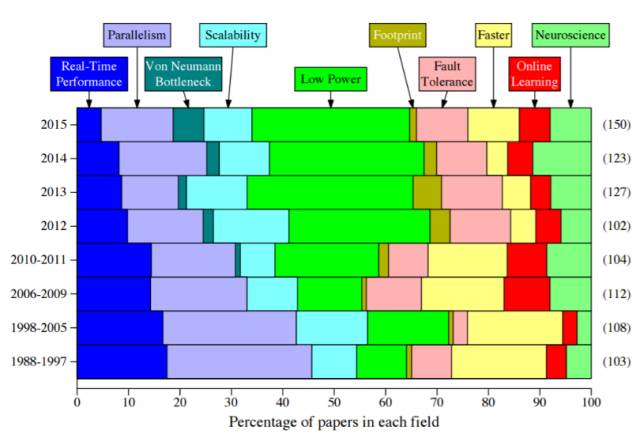 Parallelism
Scalability
Footprint
Faster
Neuroscience
Real-Time
Performance
Von Neumann
Bottleneck
Low Power
Fault
Tolerance
Online
Learning
2015 (150)
2014 (123)
2013 (127)
2012 (102)
2010-2011 (104)
2006-2009 (112)
1998-2005 (108)
1988-1997 (103)
0 10 20 30 40 50 60 70 80 90 100
Percentage of papers in each field